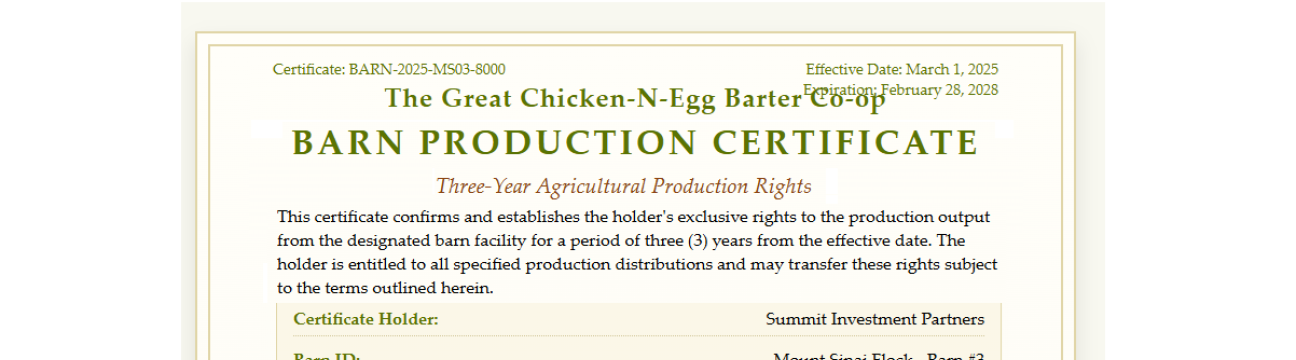 Certificate: BARN-2025-MS03-8000
Effective Date: March 1, 2025
Expiration: February 28, 2028
The Great Chicken-N-Egg Barter Co-op
BARN PRODUCTION CERTIFICATE
Three-Year Agricultural Production Rights
This certificate confirms and establishes the holder's exclusive rights to the production output
from the designated barn facility for a period of three (3) years from the effective date. The
holder is entitled to all specified production distributions and may transfer these rights subject
to the terms outlined herein.
Certificate Holder: Summit Investment Partners
Barn ID: Mount Sinai Flock - Barn #3